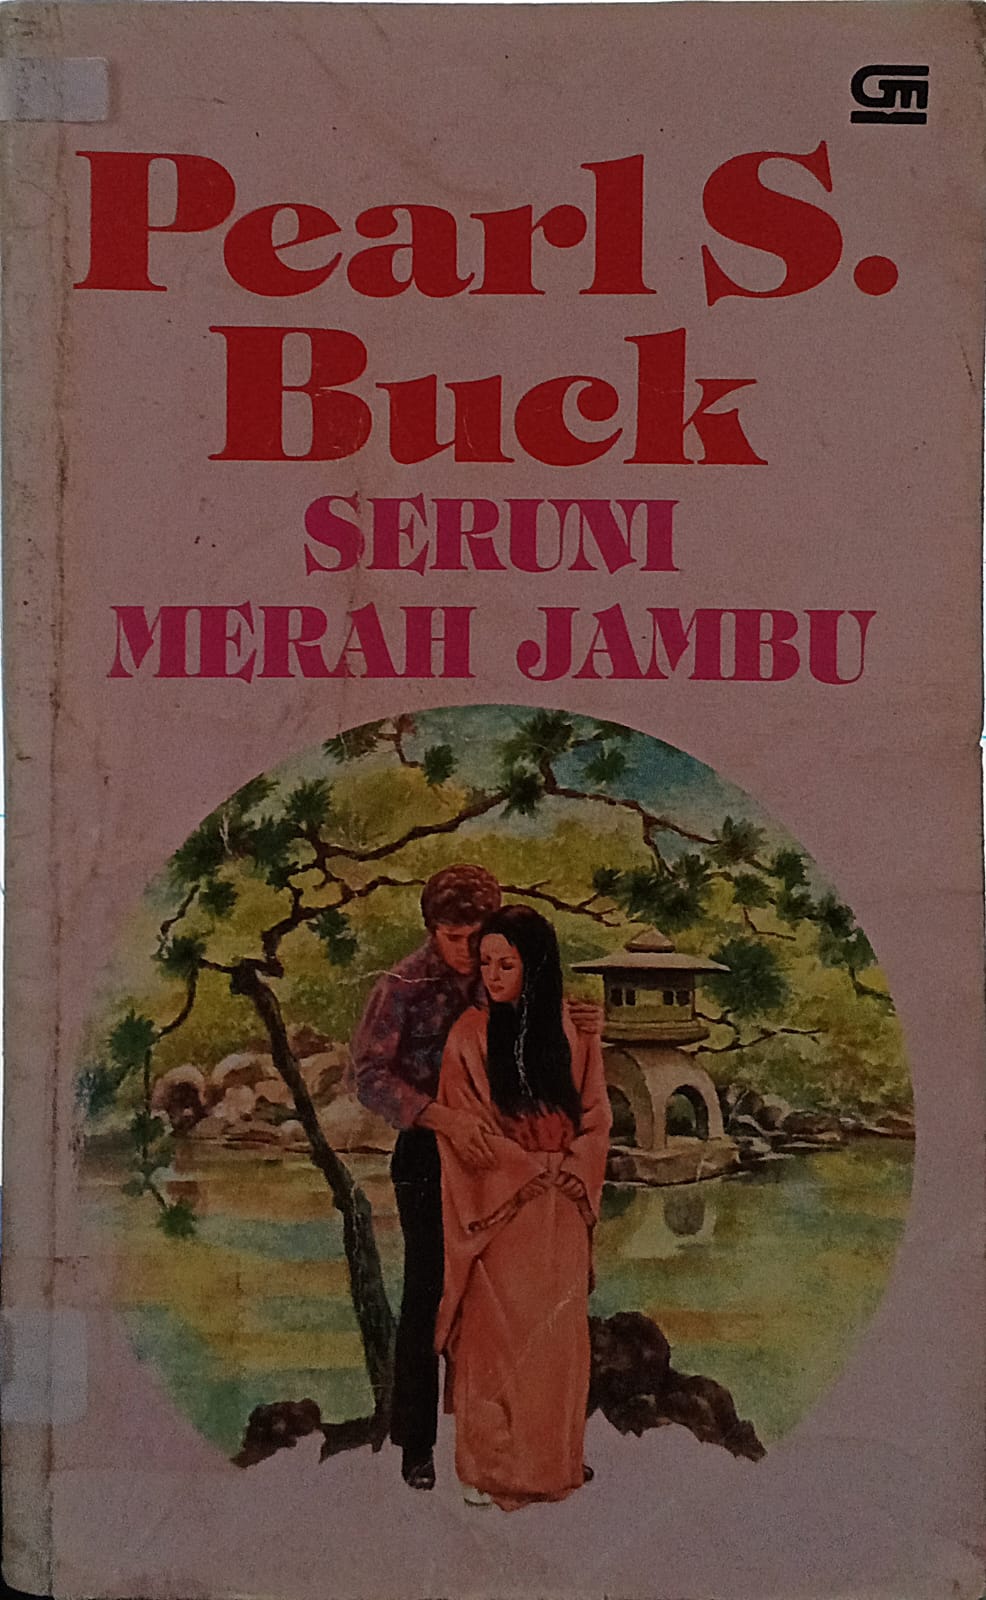 GM
Pearl S.
Buck
SERUNI
MERAH JAMBU